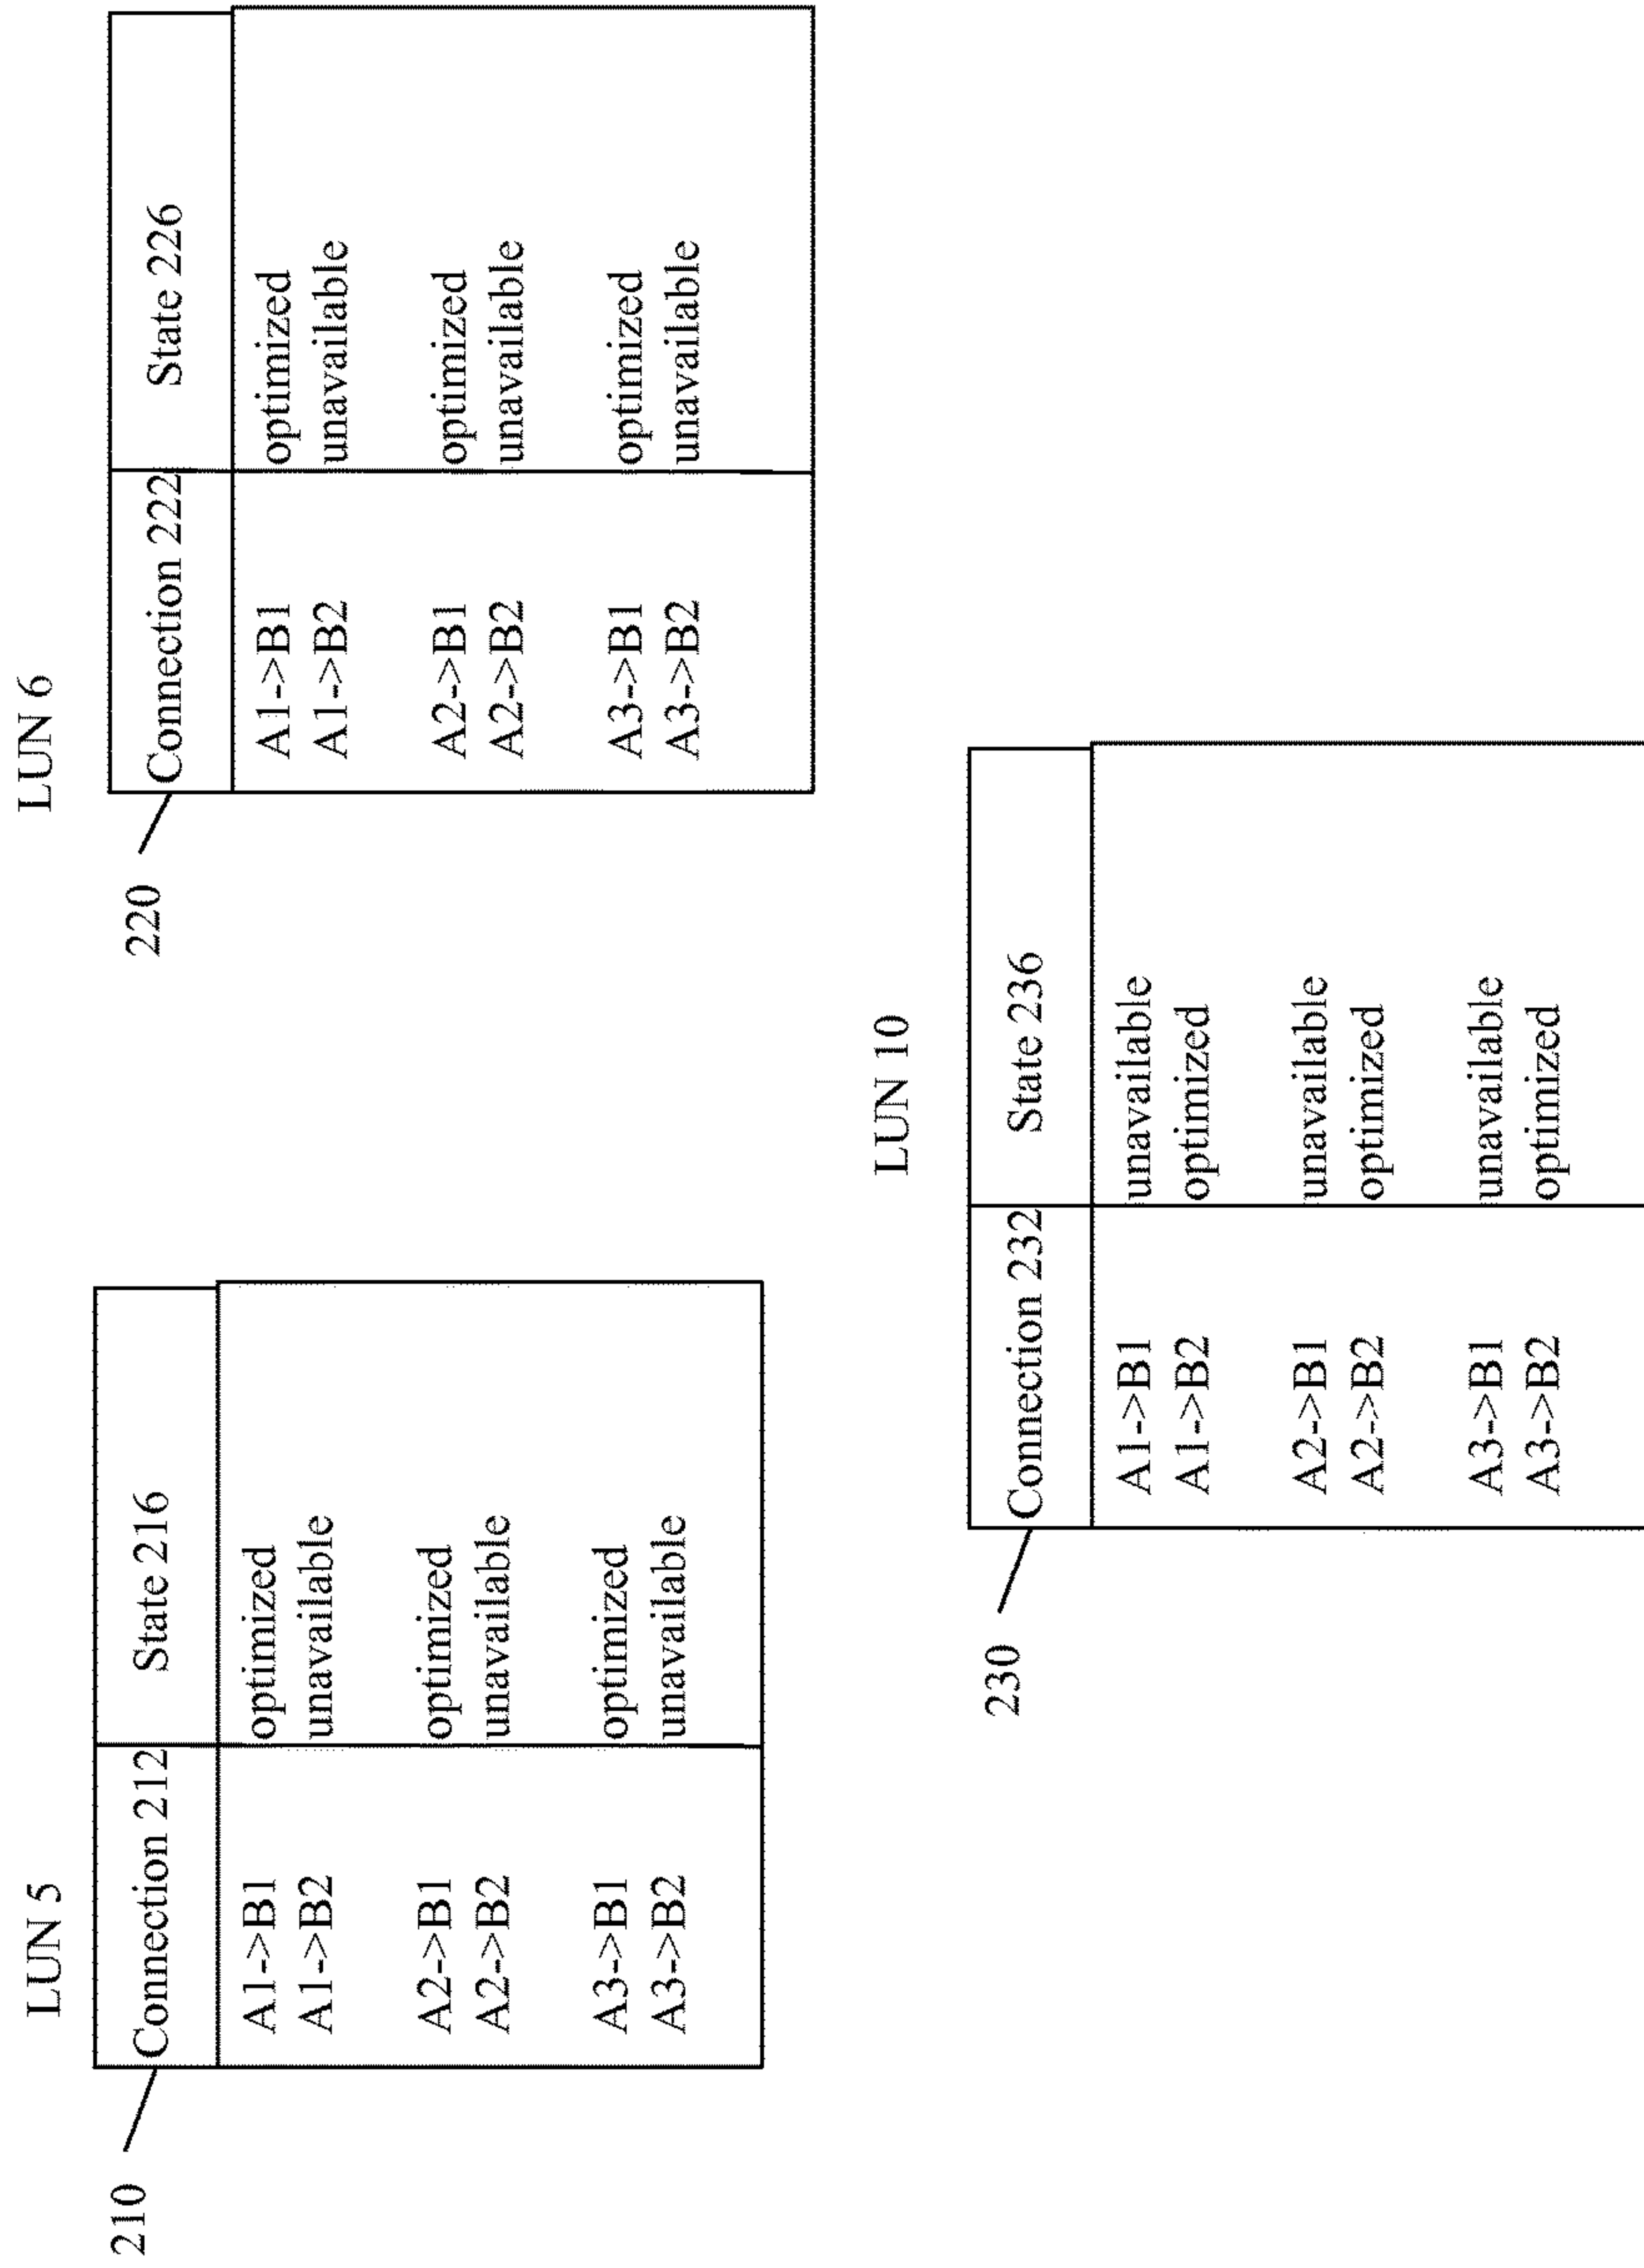 LUN 5
210
Connection 212 State 216
A1->B1 optimized
A1->B2 unavailable
A2->B1 optimized
A2->B2 unavailable
A3->B1 optimized
A3->B2 unavailable
LUN 6
220
Connection 222 State 226
A1->B1 optimized
A1->B2 unavailable
A2->B1 optimized
A2->B2 unavailable
A3->B1 optimized
A3->B2 unavailable
LUN 10
230
Connection 232 State 236
A1->B1 unavailable
A1->B2 optimized
A2->B1 unavailable
A2->B2 optimized
A3->B1 unavailable
A3->B2 optimized